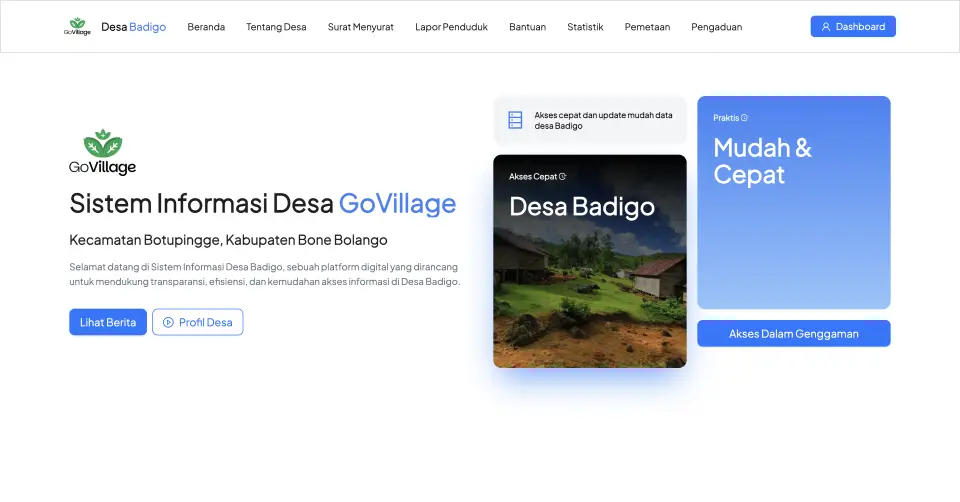 GoVillage
Desa Badigo
Beranda
Tentang Desa
Surat Menyurat
Lapor Penduduk
Bantuan
Statistik
Pemetaan
Pengaduan
Dashboard
GoVillage
Sistem Informasi Desa GoVillage
Kecamatan Botupingge, Kabupaten Bone Bolango
Selamat datang di Sistem Informasi Desa Badigo, sebuah platform digital yang dirancang
untuk mendukung transparansi, efisiensi, dan kemudahan akses informasi di Desa Badigo.
Lihat Berita
Profil Desa
Akses cepat dan update mudah data
desa Badigo
Akses Cepat
Desa Badigo
Praktis
Mudah &
Cepat
Akses Dalam Genggaman